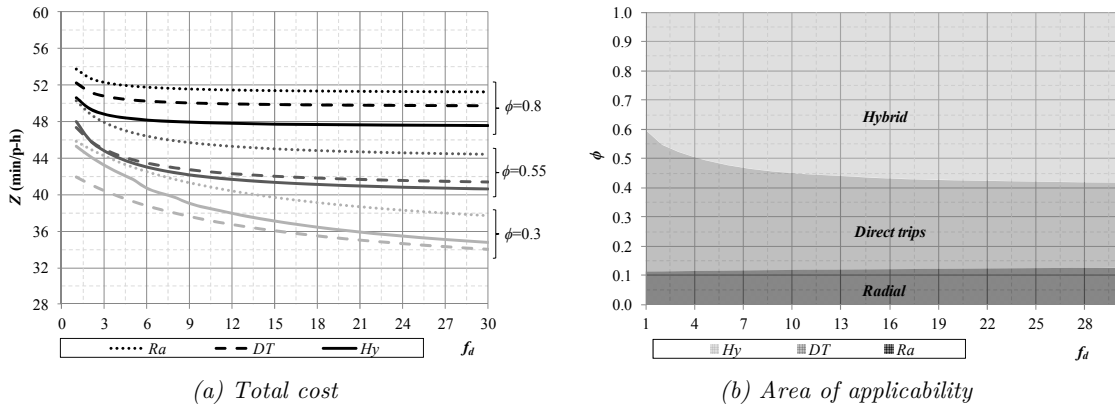 60
56
52
48
44
40
36
32
28
Z (min/p-h)
0 3 6 9 12 15 18 21 24 27 30
f_d
ϕ=0.8
ϕ=0.55
ϕ=0.3
Ra DT Hy
(a) Total cost
1.0
0.9
0.8
0.7
0.6
0.5
0.4
0.3
0.2
0.1
0.0
ϕ
Hybrid
Direct trips
Radial
1 4 7 10 13 16 19 22 25 28
f_d
Hy DT Ra
(b) Area of applicability